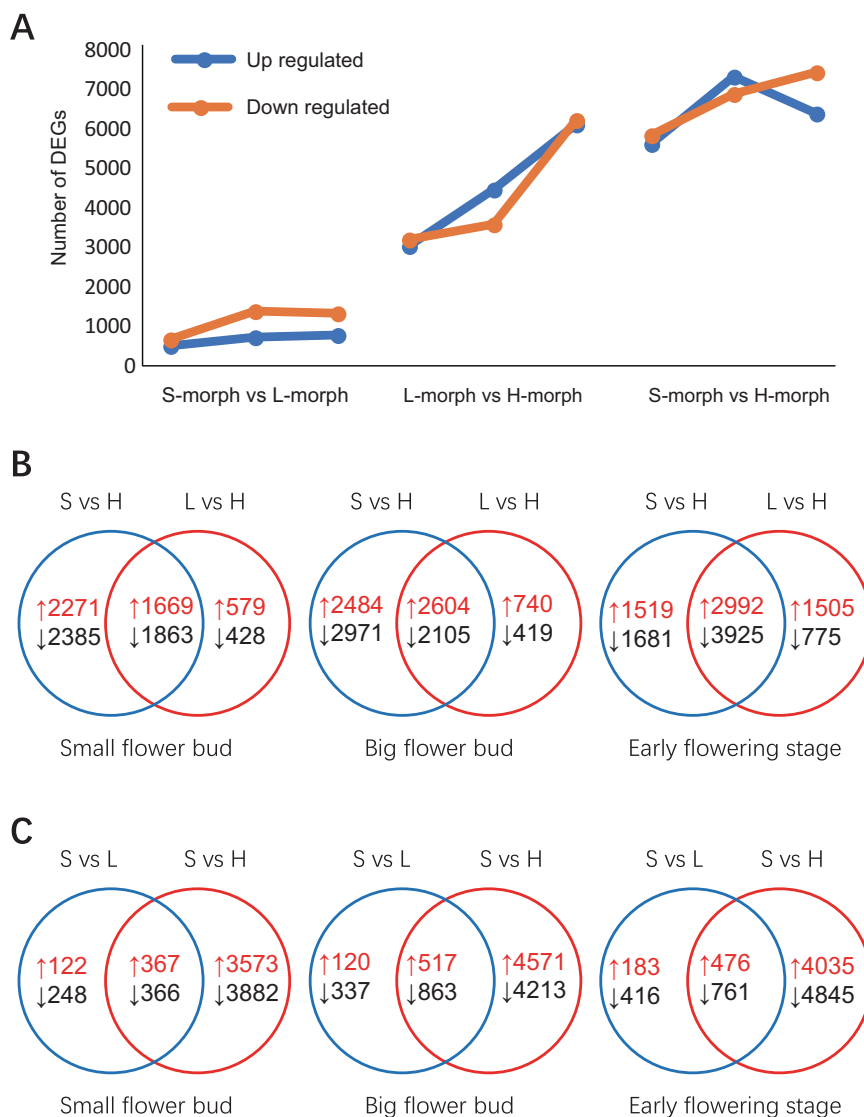 A
Number of DEGs
8000
7000
6000
5000
4000
3000
2000
1000
0
Up regulated
Down regulated
S-morph vs L-morph
L-morph vs H-morph
S-morph vs H-morph
B
S vs H
L vs H
↑2271
↓2385
↑1669
↓1863
↑579
↓428
Small flower bud
S vs H
L vs H
↑2484
↓2971
↑2604
↓2105
↑740
↓419
Big flower bud
S vs H
L vs H
↑1519
↓1681
↑2992
↓3925
↑1505
↓775
Early flowering stage
C
S vs L
S vs H
↑122
↓248
↑367
↓366
↑3573
↓3882
Small flower bud
S vs L
S vs H
↑120
↓337
↑517
↓863
↑4571
↓4213
Big flower bud
S vs L
S vs H
↑183
↓416
↑476
↓761
↑4035
↓4845
Early flowering stage